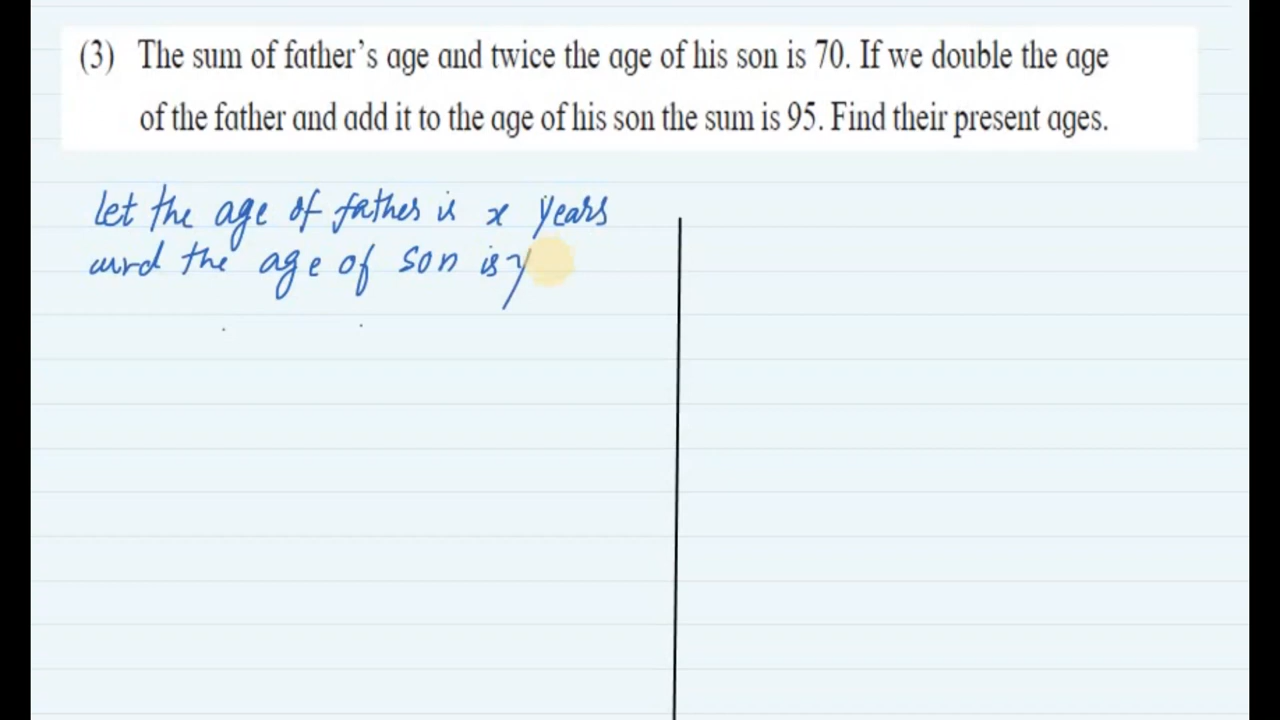 (3) The sum of father's age and twice the age of his son is 70. If we double the age
of the father and add it to the age of his son the sum is 95. Find their present ages.
let the age of father is x years
and the age of son is y